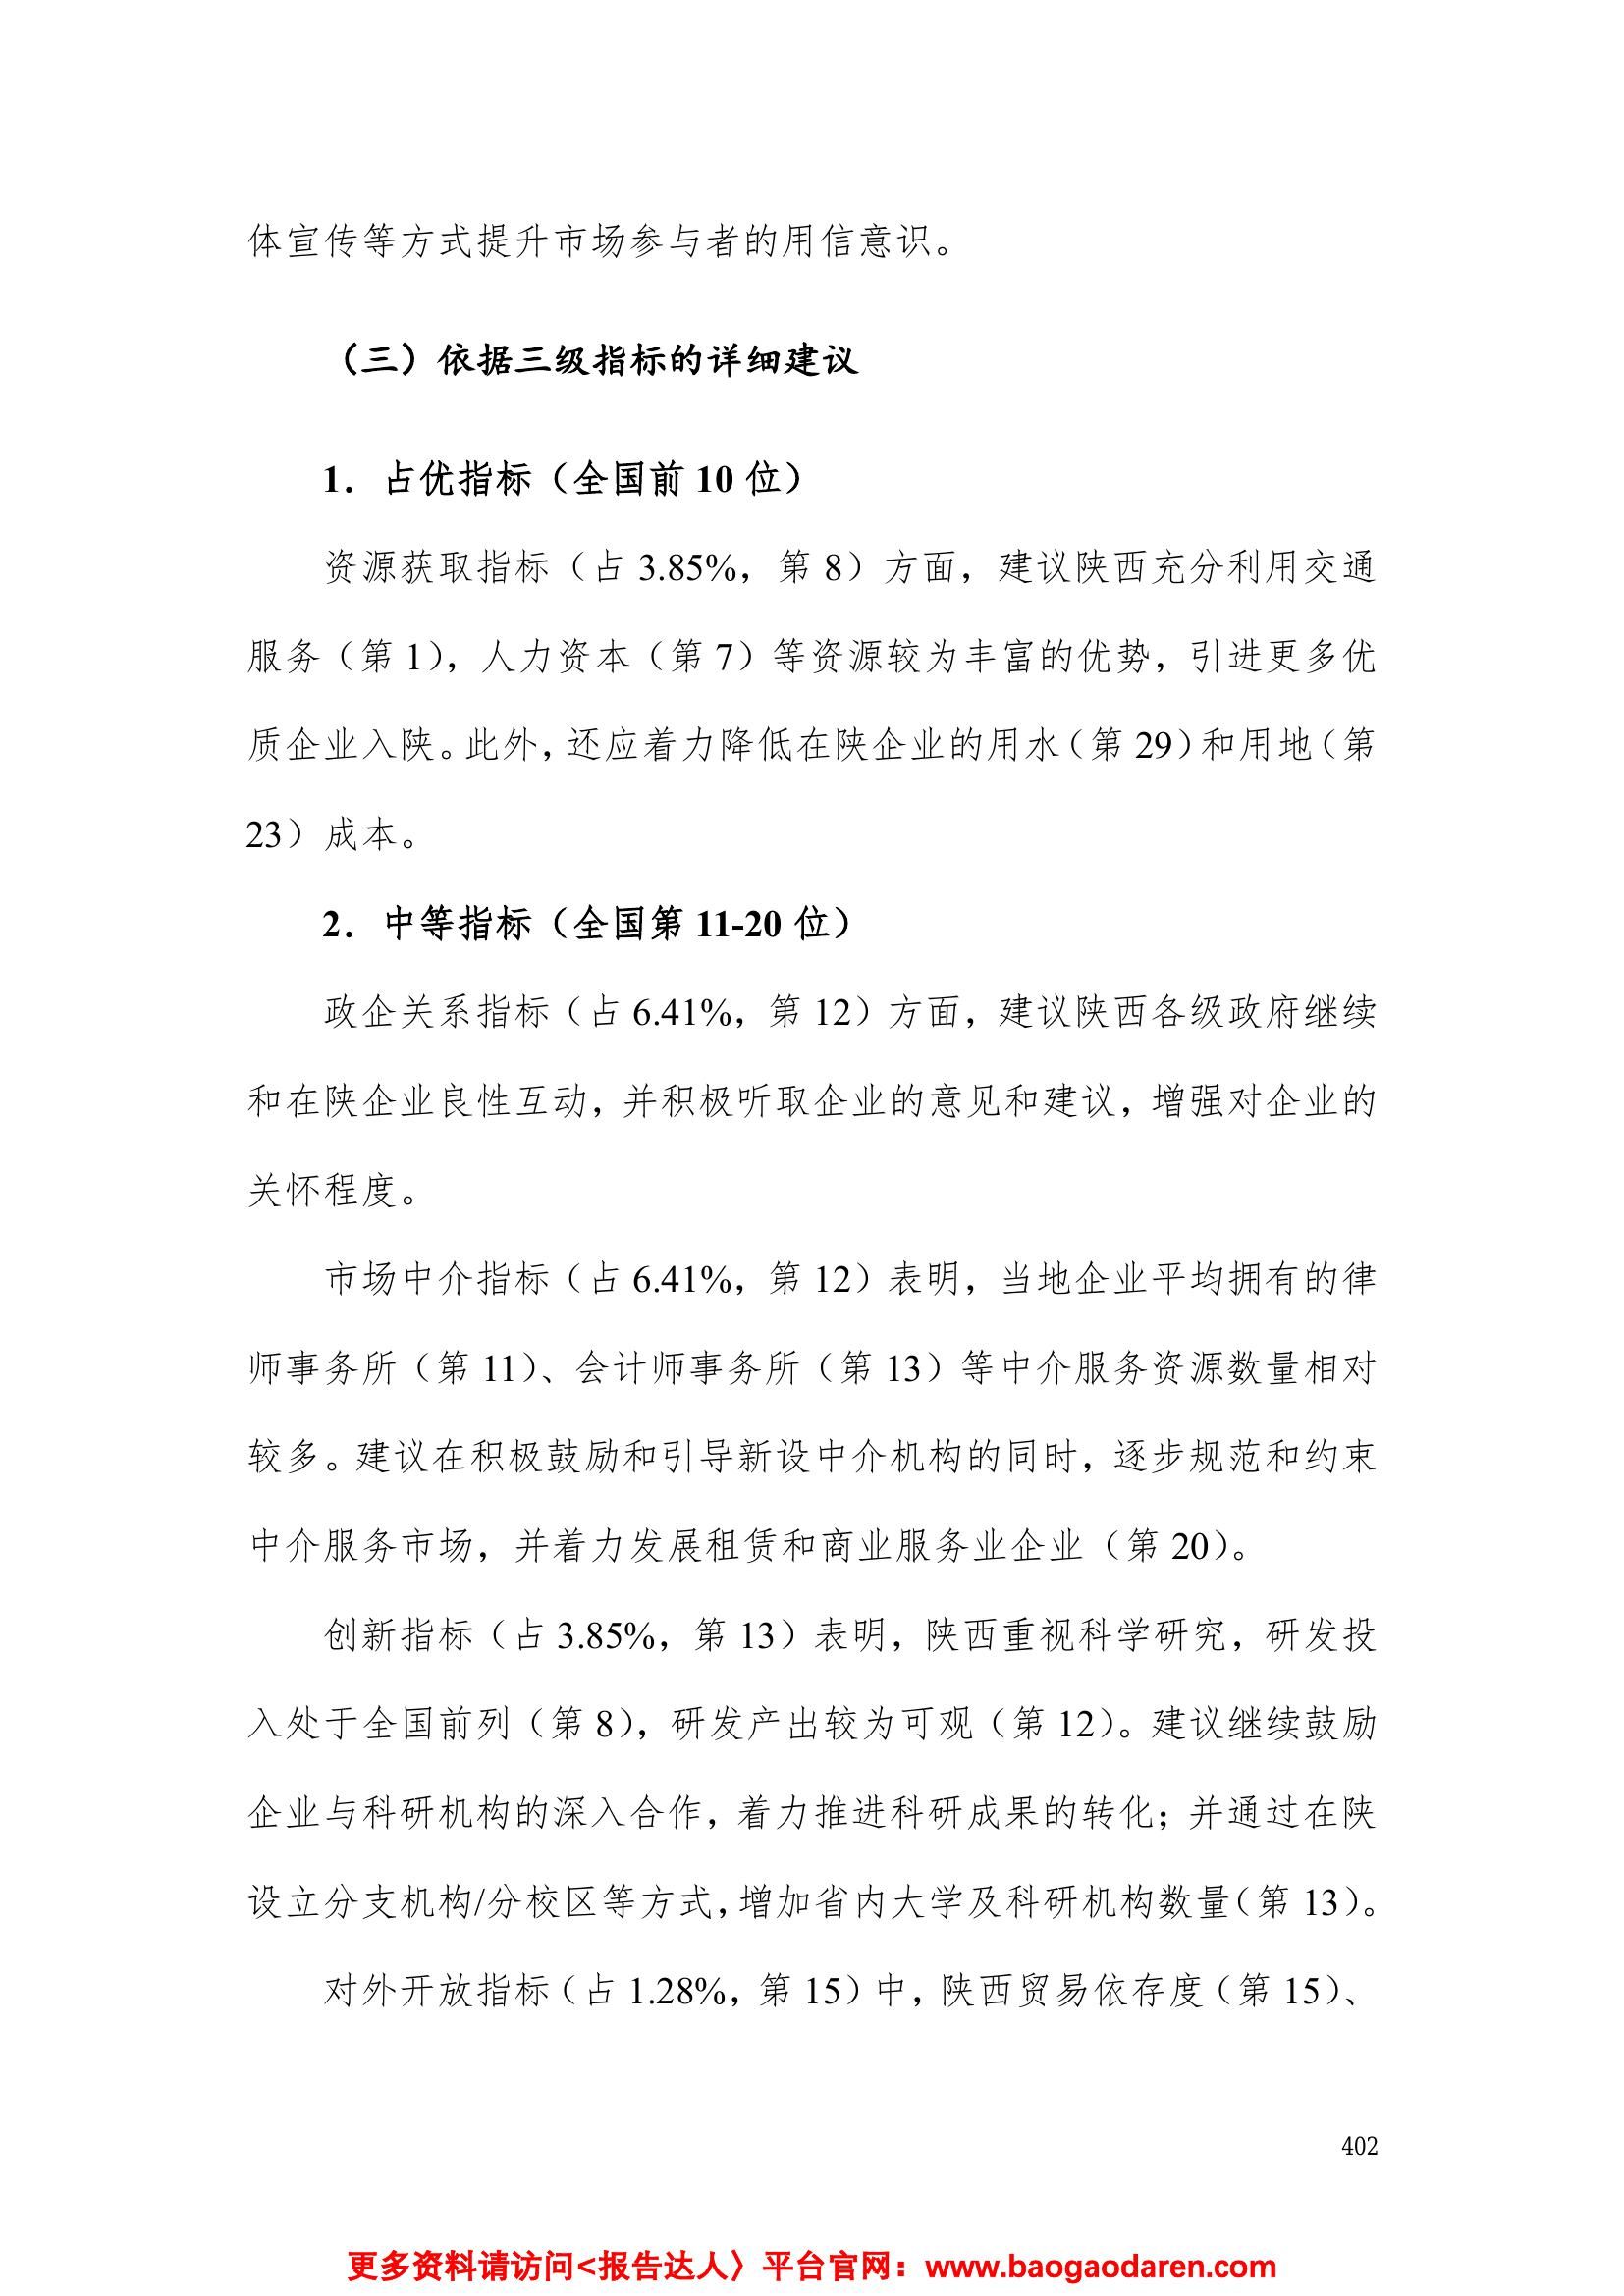 体宣传等方式提升市场参与者的用信意识。
（三）依据三级指标的详细建议
1．占优指标（全国前 10 位）
资源获取指标（占 3.85%，第 8）方面，建议陕西充分利用交通
服务（第 1），人力资本（第 7）等资源较为丰富的优势，引进更多优
质企业入陕。此外，还应着力降低在陕企业的用水（第 29）和用地（第
23）成本。
2．中等指标（全国第 11-20 位）
政企关系指标（占 6.41%，第 12）方面，建议陕西各级政府继续
和在陕企业良性互动，并积极听取企业的意见和建议，增强对企业的
关怀程度。
市场中介指标（占 6.41%，第 12）表明，当地企业平均拥有的律
师事务所（第 11）、会计师事务所（第 13）等中介服务资源数量相对
较多。建议在积极鼓励和引导新设中介机构的同时，逐步规范和约束
中介服务市场，并着力发展租赁和商业服务业企业（第 20）。
创新指标（占 3.85%，第 13）表明，陕西重视科学研究，研发投
入处于全国前列（第 8），研发产出较为可观（第 12）。建议继续鼓励
企业与科研机构的深入合作，着力推进科研成果的转化；并通过在陕
设立分支机构/分校区等方式，增加省内大学及科研机构数量（第 13）。
对外开放指标（占 1.28%，第 15）中，陕西贸易依存度（第 15）、
402
更多资料请访问<报告达人〉平台官网：www.baogaodaren.com